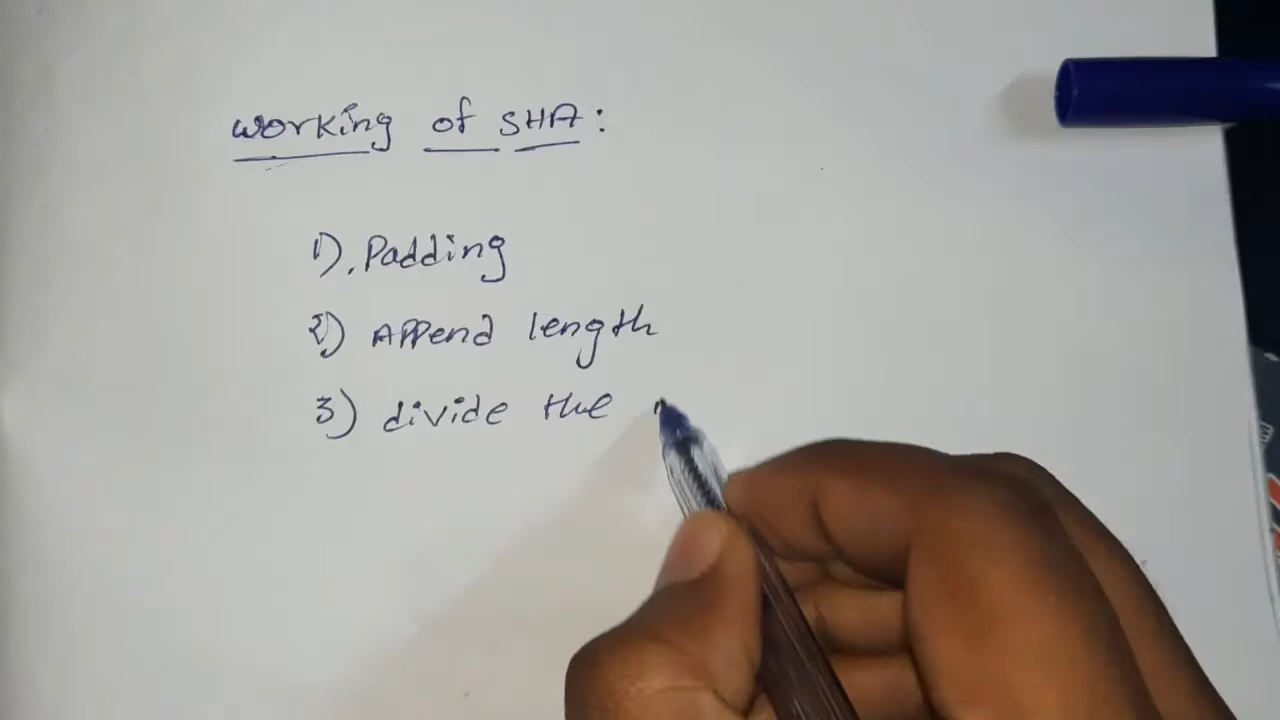 Working of SHA:
1). Padding
2) Append length
3) divide the